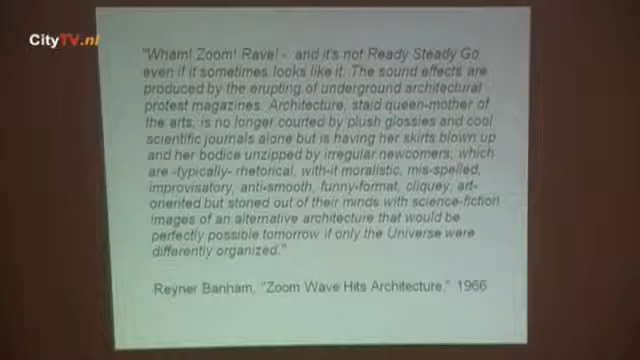 CityTV.nl
"Wham! Zoom! Rave! - and it's not Ready Steady Go
even if it sometimes looks like it. The sound effects are
produced by the erupting of underground architectural
protest magazines. Architecture, staid queen-mother of
the arts, is no longer courted by plush glossies and cool
scientific journals alone but is having her skirts blown up
and her bodice unzipped by irregular newcomers, which
are -typically- rhetorical, with-it moralistic, mis-spelled,
improvisatory, anti-smooth, funny-format, cliquey, art-
oriented but stoned out of their minds with science-fiction
images of an alternative architecture that would be
perfectly possible tomorrow if only the Universe were
differently organized."
-Reyner Banham, "Zoom Wave Hits Architecture," 1966